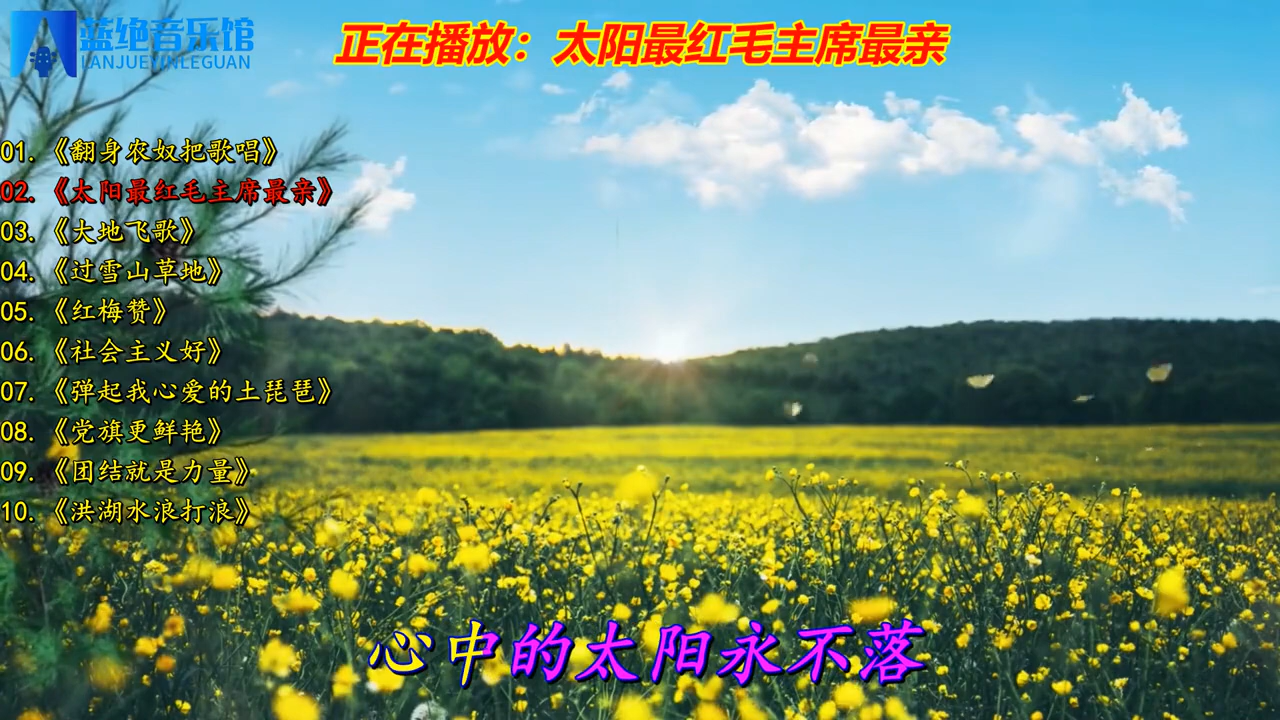 蓝绝音乐馆
LANJUEYINLEGUAN
正在播放：太阳最红毛主席最亲
01.《翻身农奴把歌唱》
02.《太阳最红毛主席最亲》
03.《大地飞歌》
04.《过雪山草地》
05.《红梅赞》
06.《社会主义好》
07.《弹起我心爱的土琵琶》
08.《党旗更鲜艳》
09.《团结就是力量》
10.《洪湖水浪打浪》
心中的太阳永不落